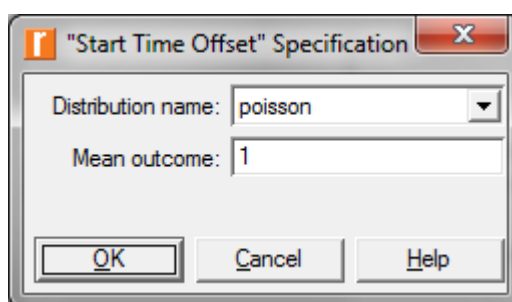 "Start Time Offset" Specification
Distribution name: poisson
Mean outcome: 1
OK Cancel Help